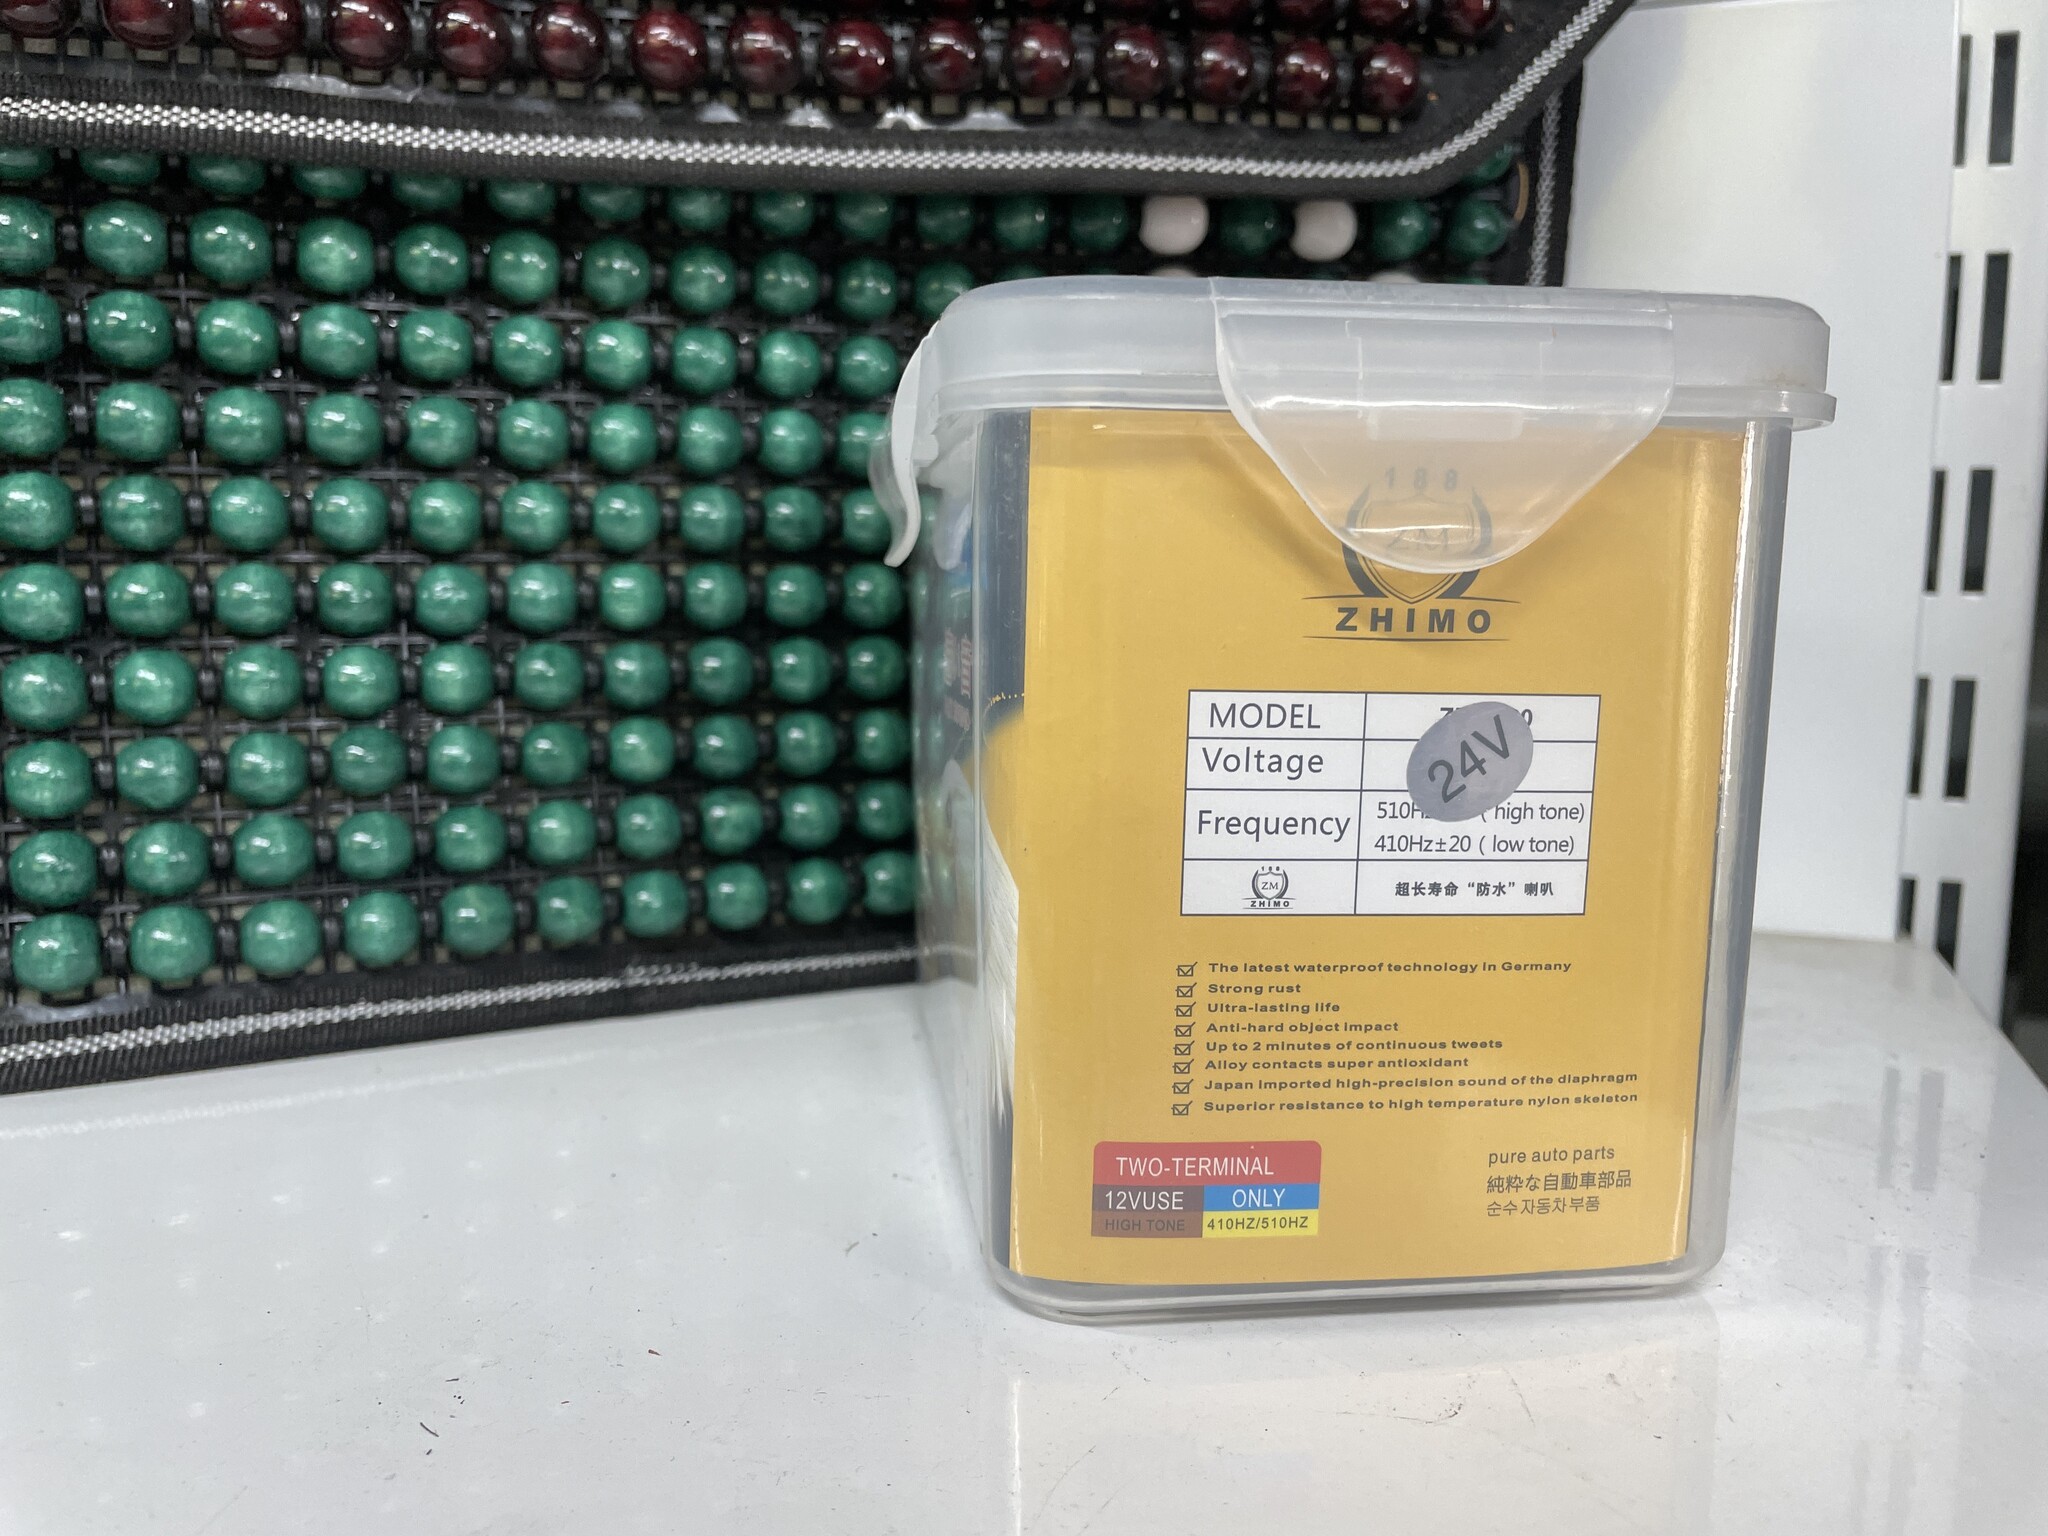 188
ZM
ZHIMO
MODEL
24V
Voltage
Frequency
( high tone)
410Hz±20 ( low tone)
188
ZM
ZHIMO
超长寿命“防水”喇叭
The latest waterproof technology in Germany
Strong rust
Ultra-lasting life
Anti-hard object impact
Up to 2 minutes of continuous tweets
Alloy contacts super antioxidant
Japan imported high-precision sound of the diaphragm
Superior resistance to high temperature nylon skeleton
TWO-TERMINAL
12VUSE ONLY
HIGH TONE 410HZ/510HZ
pure auto parts
純粋な自動車部品
순수 자동차 부품